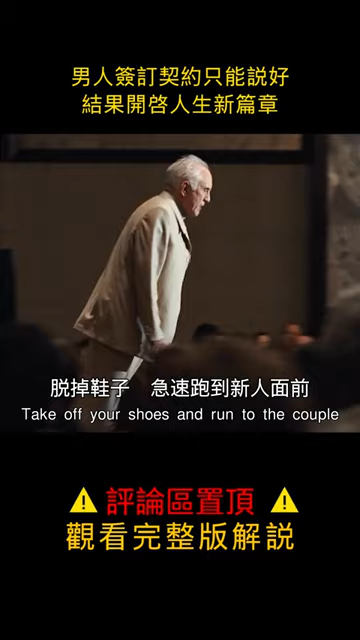 男人簽訂契約只能説好
結果開啓人生新篇章
脱掉鞋子 急速跑到新人面前
Take off your shoes and run to the couple
評論區置頂
觀看完整版解説